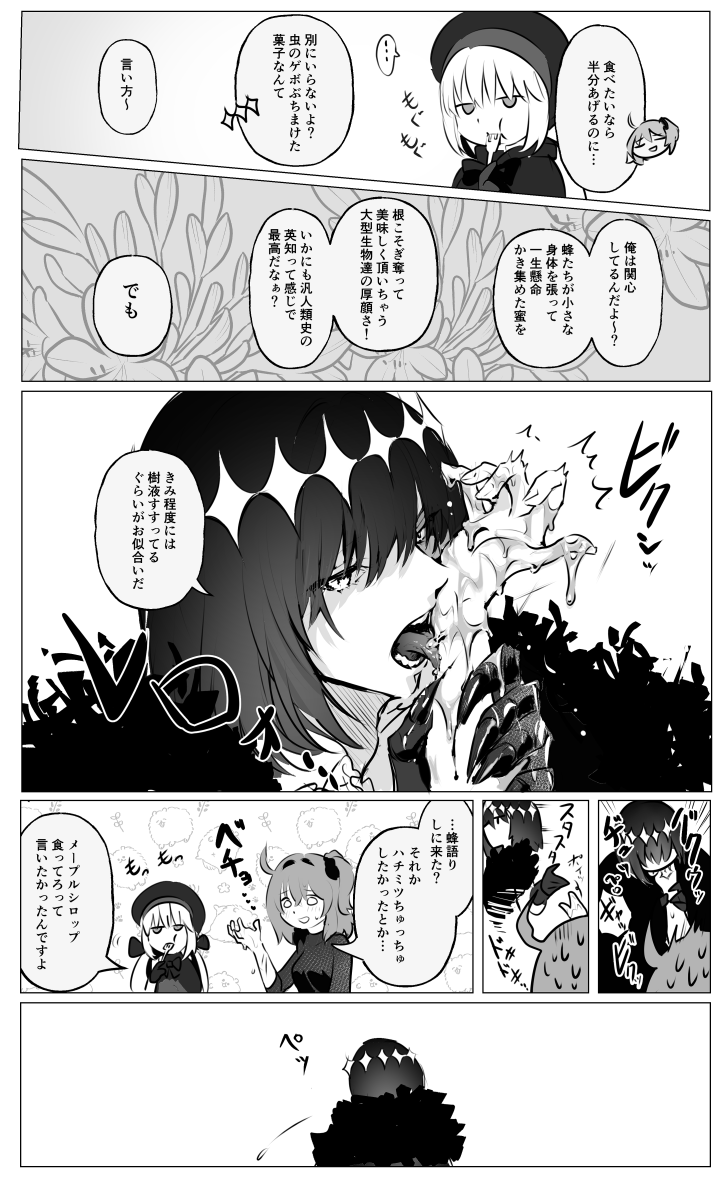 食べたいなら
半分あげるのに…
…
もぐ
もぐ
別にいらないよ?
虫のゲボぶちまけた
菓子なんて
言い方〜
俺は関心
してるんだよ〜?
蜂たちが小さな
身体を張って
一生懸命
かき集めた蜜を
根こそぎ奪って
美味しく頂いちゃう
大型生物達の厚顔さ!
いかにも汎人類史の
英知って感じで
最高だなぁ?
でも
ビクッ
きみ程度には
樹液すすってる
ぐらいがお似合いだ
ベロォ
スタスタ
…蜂語り
しに来た?
それか
ハチミツちゅっちゅ
したかったとか…
ベチョ…
もっ
もっ
メープルシロップ
食ってろって
言いたかったんですよ
ペッ